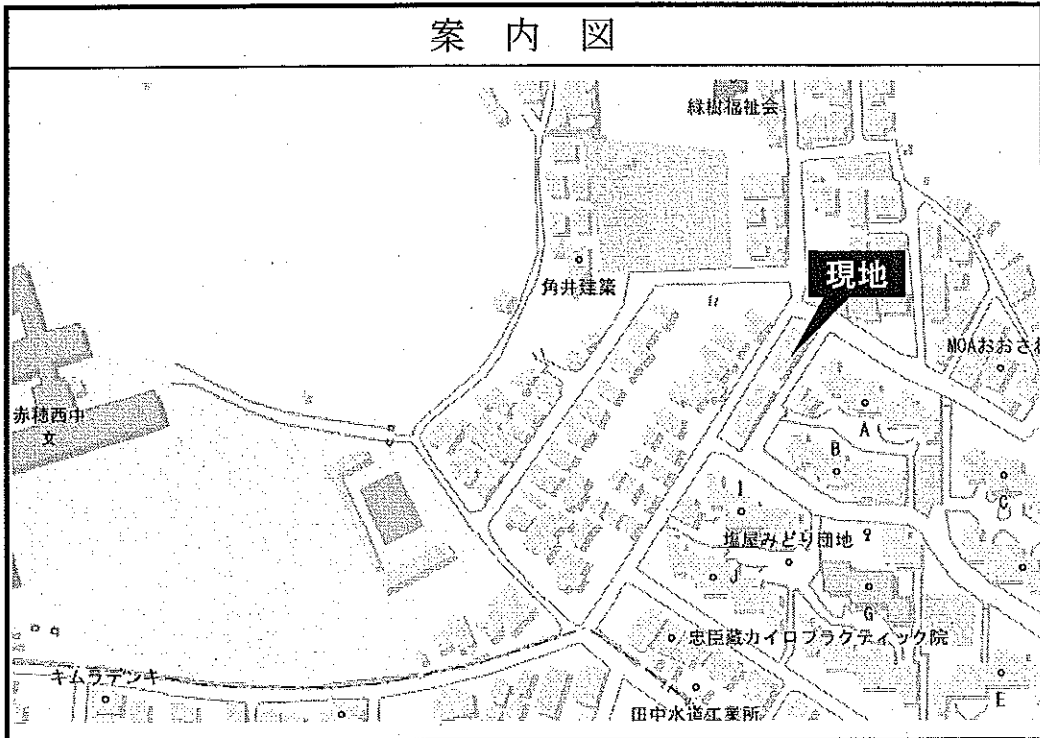 案内図
緑樹福祉会
現地
角井建築
MOAおおさわ
赤穂西中
文
A
B
C
I
塩屋みどり団地
J
G
忠臣蔵カイロプラクティック院
キムラデンキ
E
田中水道工業所